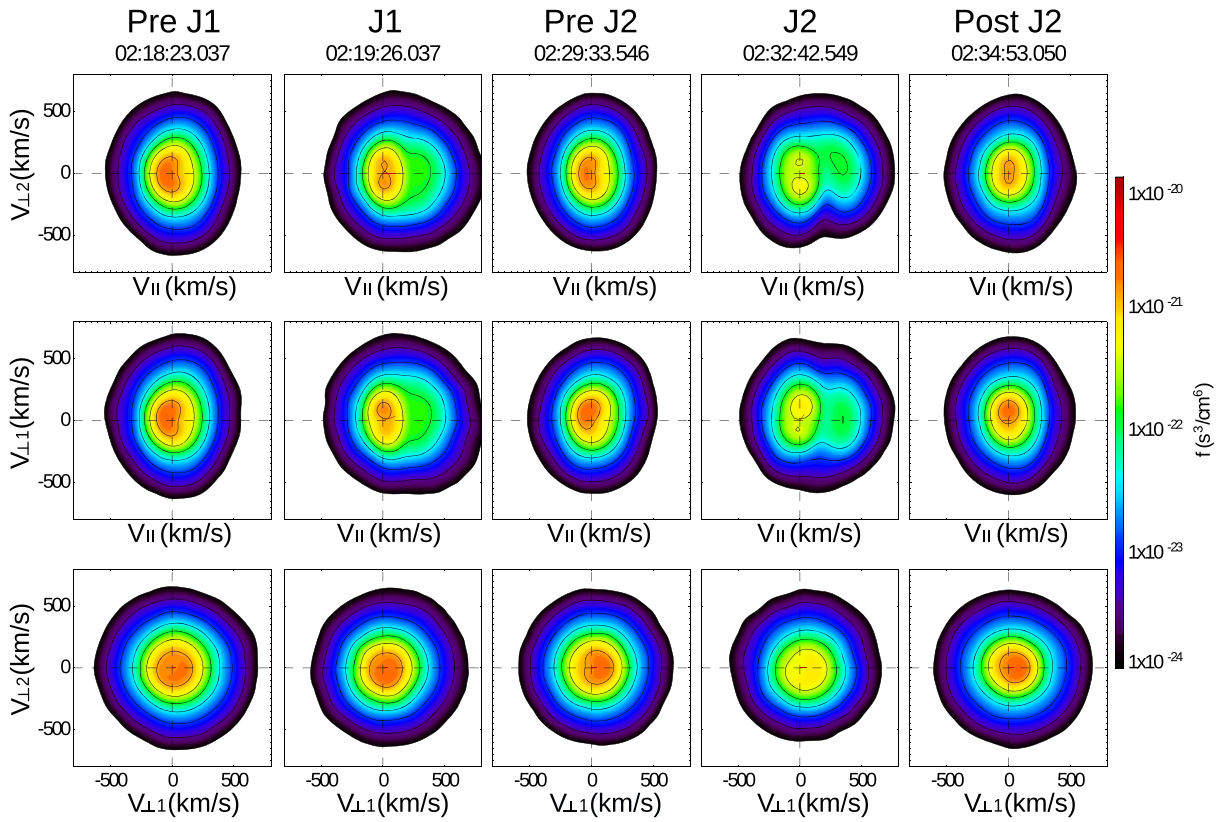 Pre J1 J1 Pre J2 J2 Post J2
02:18:23.037 02:19:26.037 02:29:33.546 02:32:42.549 02:34:53.050
V⊥2(km/s)
500
0
-500
V|| (km/s) V|| (km/s) V|| (km/s) V|| (km/s) V|| (km/s)
V⊥1(km/s)
500
0
-500
V|| (km/s) V|| (km/s) V|| (km/s) V|| (km/s) V|| (km/s)
V⊥2(km/s)
500
0
-500
-500 0 500 -500 0 500 -500 0 500 -500 0 500 -500 0 500
V⊥1(km/s) V⊥1(km/s) V⊥1(km/s) V⊥1(km/s) V⊥1(km/s)
1x10⁻²⁰
1x10⁻²¹
1x10⁻²²
1x10⁻²³
1x10⁻²⁴
f (s³/cm⁶)